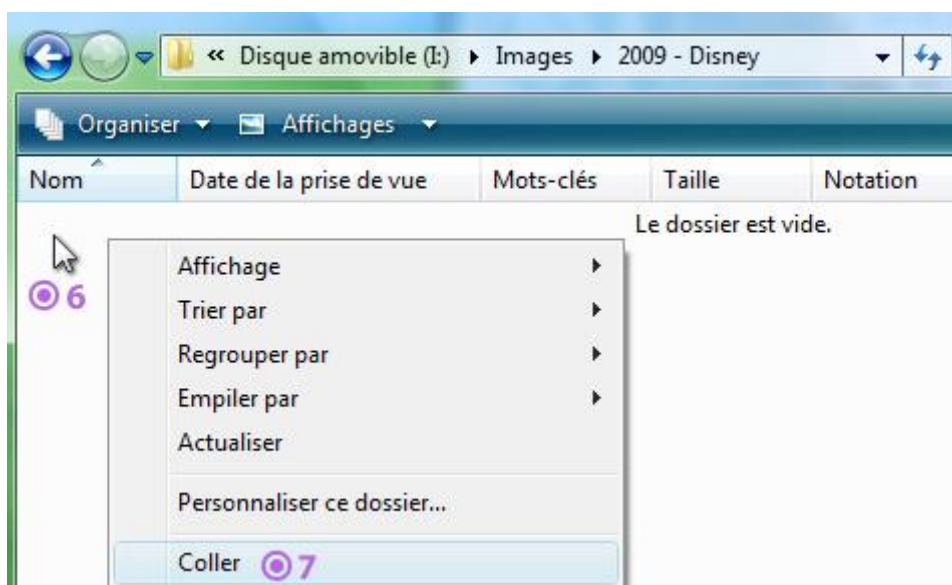 « Disque amovible (I:) Images 2009 - Disney
Organiser Affichages
Nom Date de la prise de vue Mots-clés Taille Notation
Le dossier est vide.
6
Affichage
Trier par
Regrouper par
Empiler par
Actualiser
Personnaliser ce dossier...
Coller 7